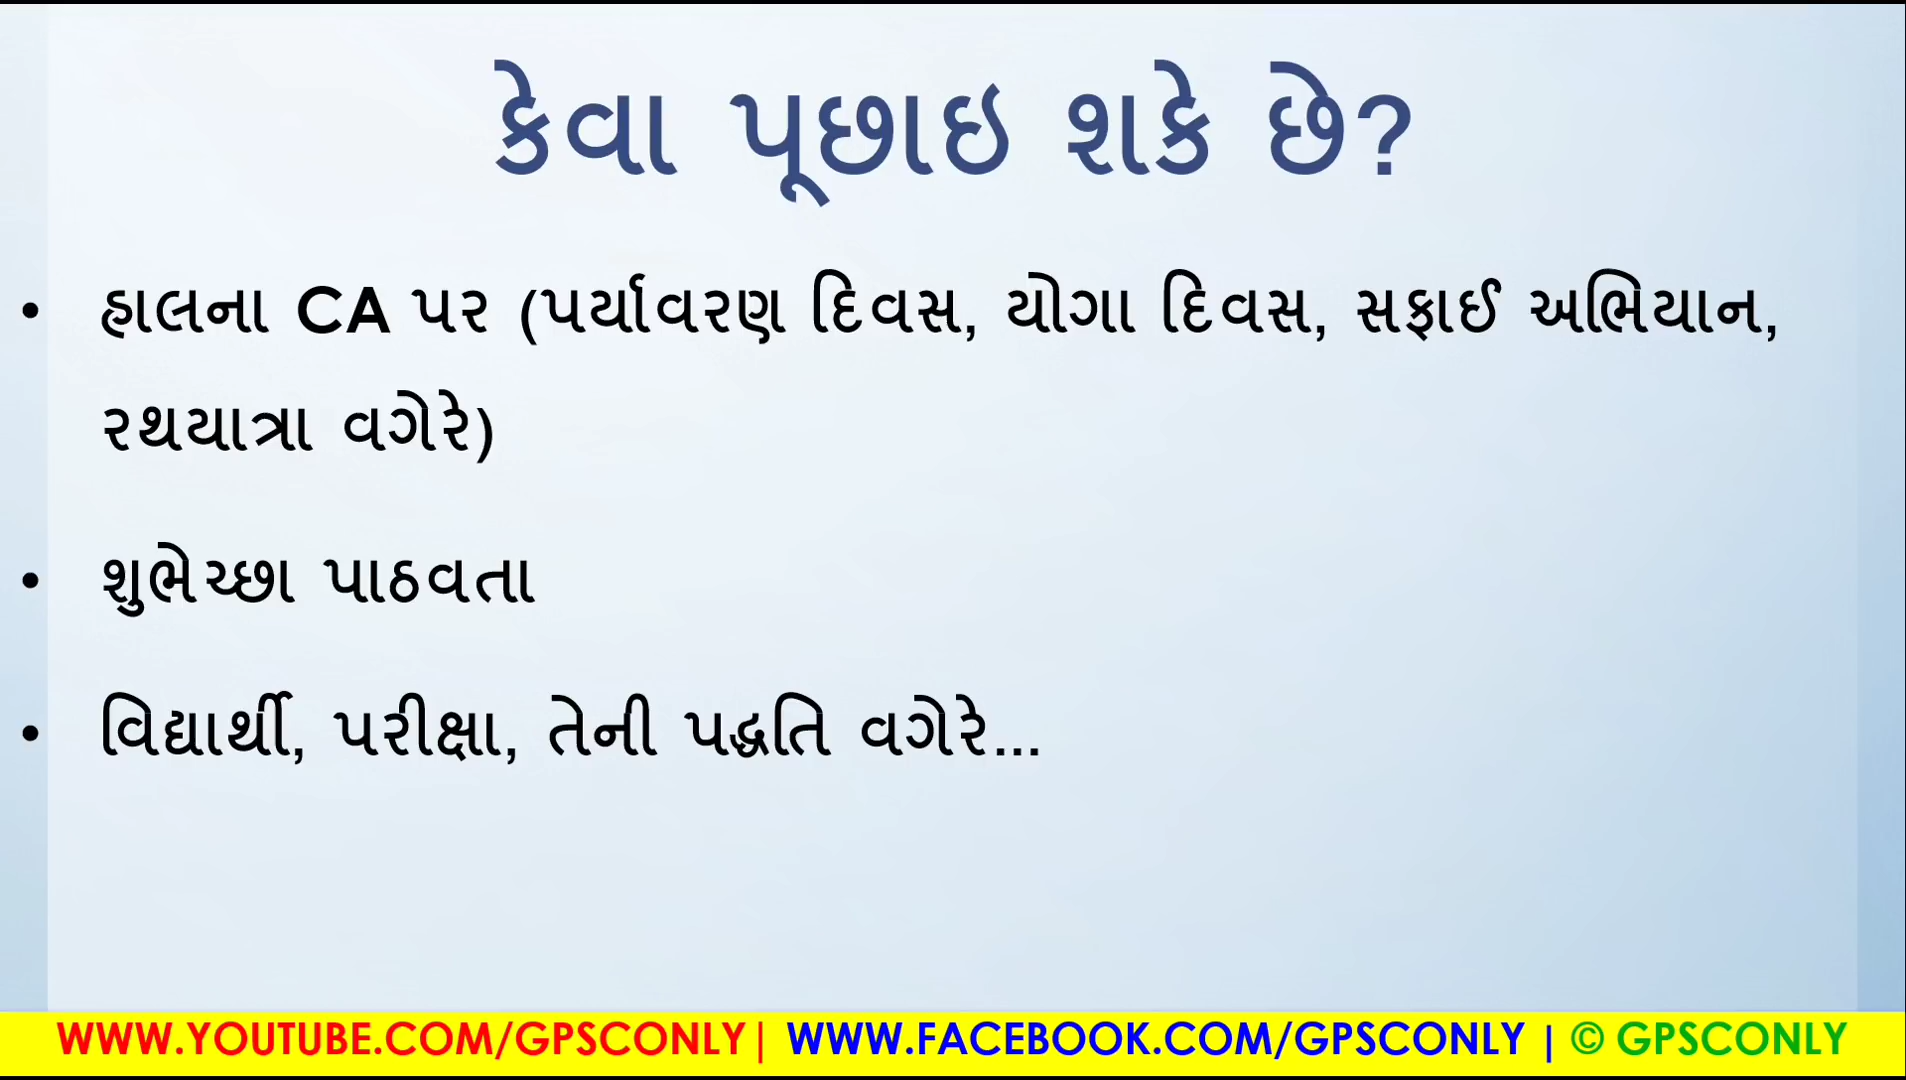 કેવા પૂછાઇ શકે છે?
• હાલના CA પર (પર્યાવરણ દિવસ, યોગા દિવસ, સફાઈ અભિયાન,
રથયાત્રા વગેરે)
• શુભેચ્છા પાઠવતા
• વિદ્યાર્થી, પરીક્ષા, તેની પદ્ધતિ વગેરે...
WWW.YOUTUBE.COM/GPSCONLY| WWW.FACEBOOK.COM/GPSCONLY | © GPSCONLY